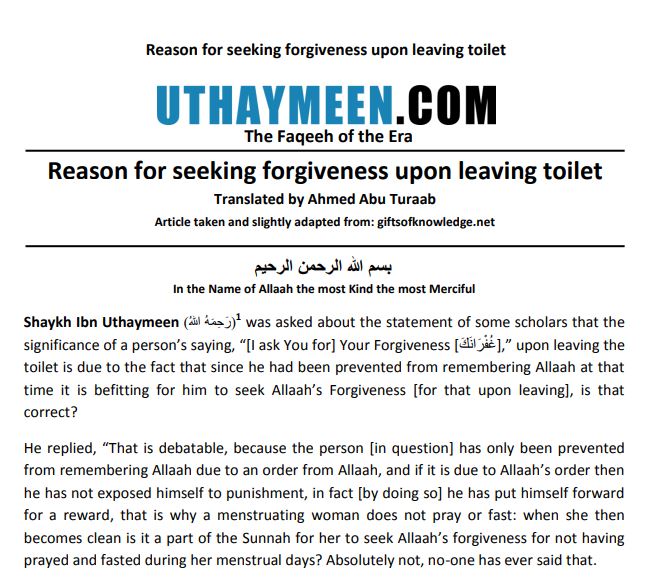 Reason for seeking forgiveness upon leaving toilet
UTHAYMEEN.COM
The Faqeeh of the Era
Reason for seeking forgiveness upon leaving toilet
Translated by Ahmed Abu Turaab
Article taken and slightly adapted from: giftsofknowledge.net
بسم الله الرحمن الرحيم
In the Name of Allaah the most Kind the most Merciful
Shaykh Ibn Uthaymeen (رَحِمَهُ اللهُ)¹ was asked about the statement of some scholars that the
significance of a person’s saying, “[I ask You for] Your Forgiveness [غُفْرَانَكَ],” upon leaving the
toilet is due to the fact that since he had been prevented from remembering Allaah at that
time it is befitting for him to seek Allaah’s Forgiveness [for that upon leaving], is that
correct?
He replied, “That is debatable, because the person [in question] has only been prevented
from remembering Allaah due to an order from Allaah, and if it is due to Allaah’s order then
he has not exposed himself to punishment, in fact [by doing so] he has put himself forward
for a reward, that is why a menstruating woman does not pray or fast: when she then
becomes clean is it a part of the Sunnah for her to seek Allaah’s forgiveness for not having
prayed and fasted during her menstrual days? Absolutely not, no-one has ever said that.